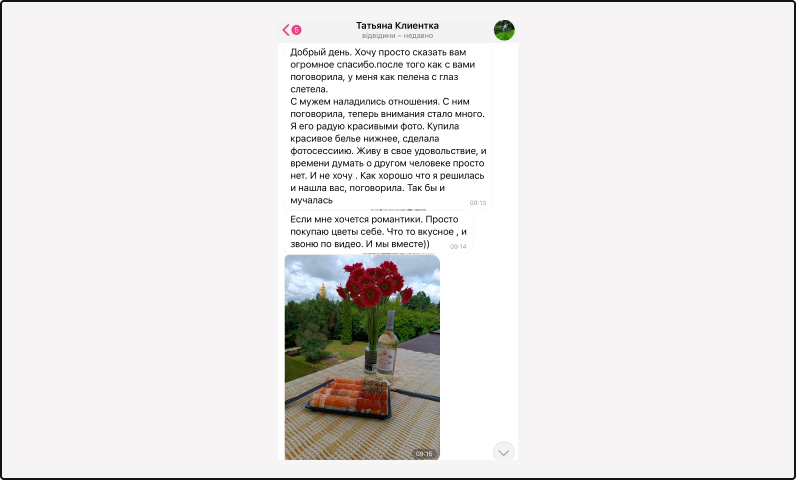 5
Татьяна Клиентка
відвідини – недавно
Добрый день. Хочу просто сказать вам
огромное спасибо.после того как с вами
поговорила, у меня как пелена с глаз
слетела.
С мужем наладились отношения. С ним
поговорила, теперь внимания стало много.
Я его радую красивыми фото. Купила
красивое белье нижнее, сделала
фотосессиию. Живу в свое удовольствие, и
времени думать о другом человеке просто
нет. И не хочу . Как хорошо что я решилась
и нашла вас, поговорила. Так бы и
мучалась
09:13
Если мне хочется романтики. Просто
покупаю цветы себе. Что то вкусное , и
звоню по видео. И мы вместе))
09:14
09:15